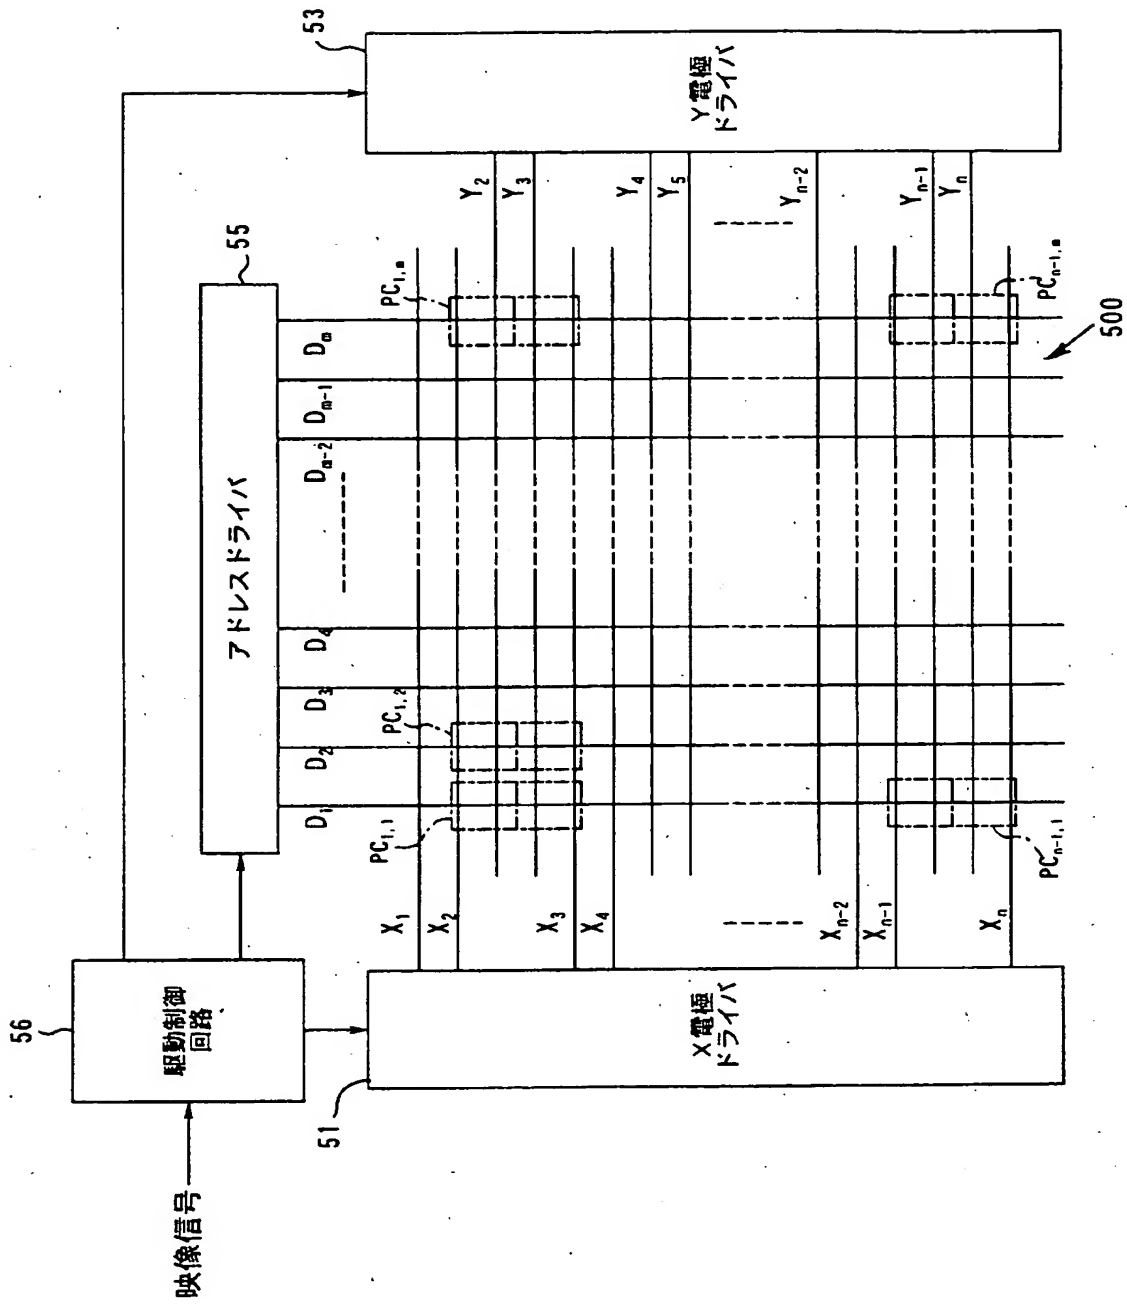 映像信号
56
駆動制御
回路
55
アドレスドライバ
53
Y電極
ドライバ
51
X電極
ドライバ
D₁
D₂
D₃
D₄
Dₘ₋₂
Dₘ₋₁
Dₘ
X₁
X₂
X₃
X₄
Xₙ₋₂
Xₙ₋₁
Xₙ
Y₂
Y₃
Y₄
Y₅
Yₙ₋₂
Yₙ₋₁
Yₙ
PC₁,₁
PC₁,₂
PC₁,ₘ
PCₙ₋₁,₁
PCₙ₋₁,ₘ
500